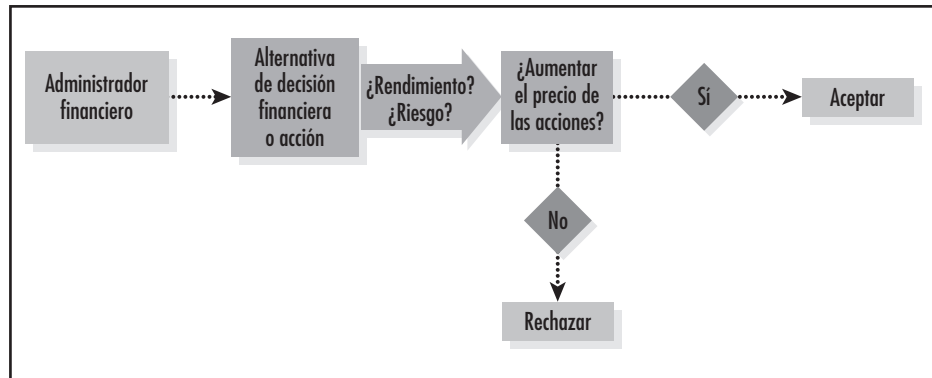 Administrador
financiero
Alternativa
de decisión
financiera
o acción
¿Rendimiento?
¿Riesgo?
¿Aumentar
el precio de
las acciones?
Sí
Aceptar
No
Rechazar